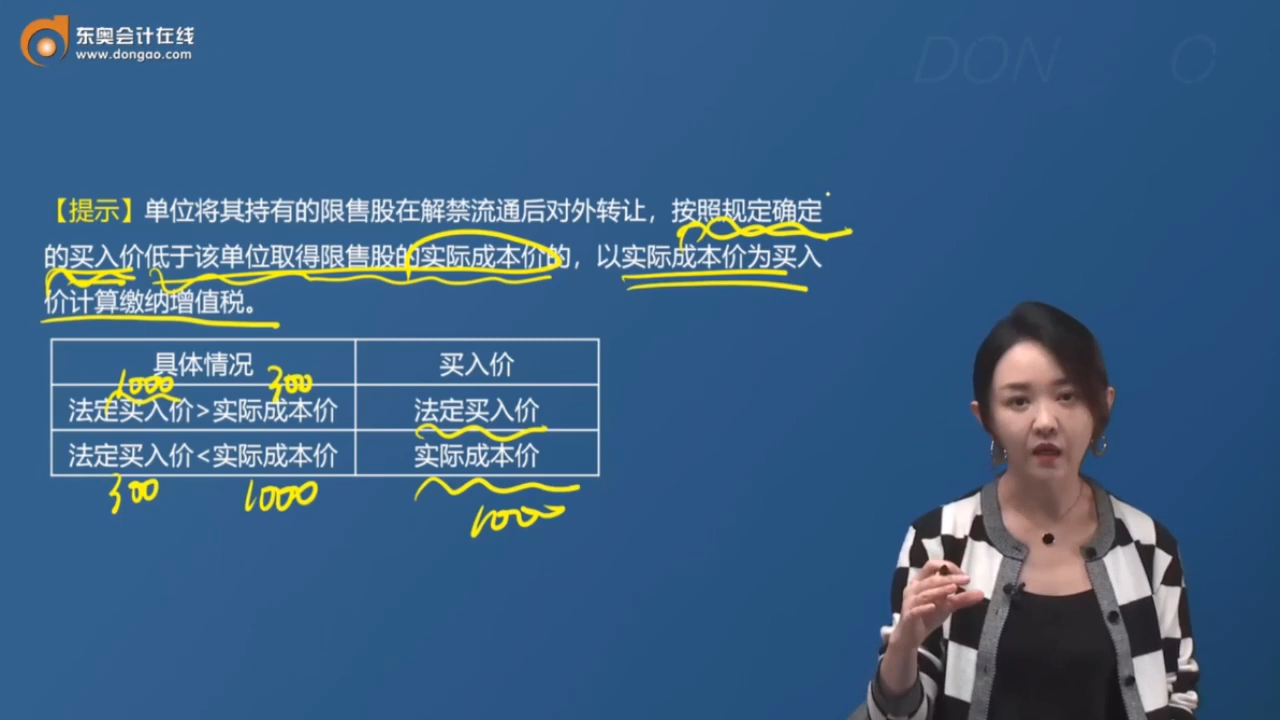 东奥会计在线
www.dongao.com
DON O
【提示】单位将其持有的限售股在解禁流通后对外转让，按照规定确定
的买入价低于该单位取得限售股的实际成本价的，以实际成本价为买入
价计算缴纳增值税。
具体情况 买入价
1000 300
法定买入价>实际成本价 法定买入价
法定买入价<实际成本价 实际成本价
300 1000 1000